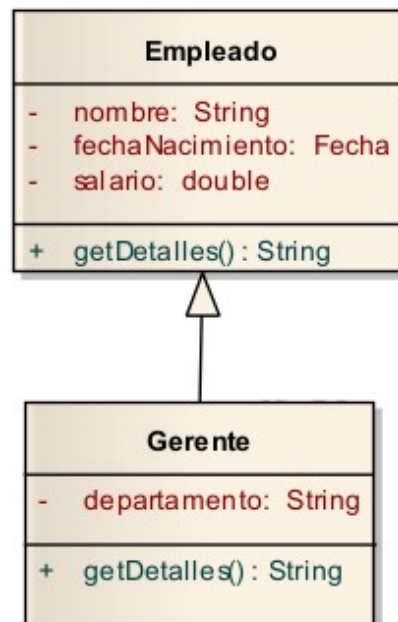 Empleado
- nombre: String
- fechaNacimiento: Fecha
- salario: double
+ getDetalles() : String
Gerente
- departamento: String
+ getDetalles() : String